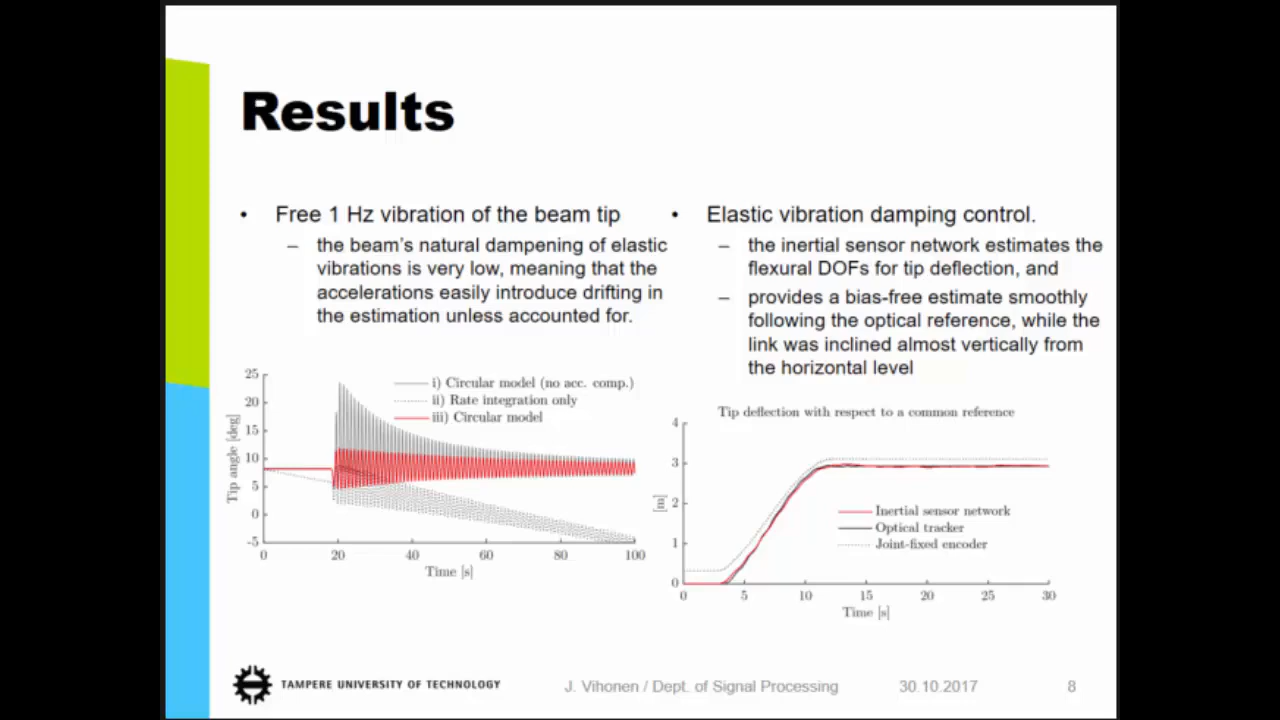 Results
• Free 1 Hz vibration of the beam tip
– the beam's natural dampening of elastic
vibrations is very low, meaning that the
accelerations easily introduce drifting in
the estimation unless accounted for.
• Elastic vibration damping control.
– the inertial sensor network estimates the
flexural DOFs for tip deflection, and
– provides a bias-free estimate smoothly
following the optical reference, while the
link was inclined almost vertically from
the horizontal level
25
20
15
10
5
0
-5
Tip angle [deg]
i) Circular model (no acc. comp.)
ii) Rate integration only
iii) Circular model
0 20 40 60 80 100
Time [s]
Tip deflection with respect to a common reference
4
3
2
1
0
[m]
Inertial sensor network
Optical tracker
Joint-fixed encoder
0 5 10 15 20 25 30
Time [s]
TAMPERE UNIVERSITY OF TECHNOLOGY
J. Vihonen / Dept. of Signal Processing 30.10.2017 8